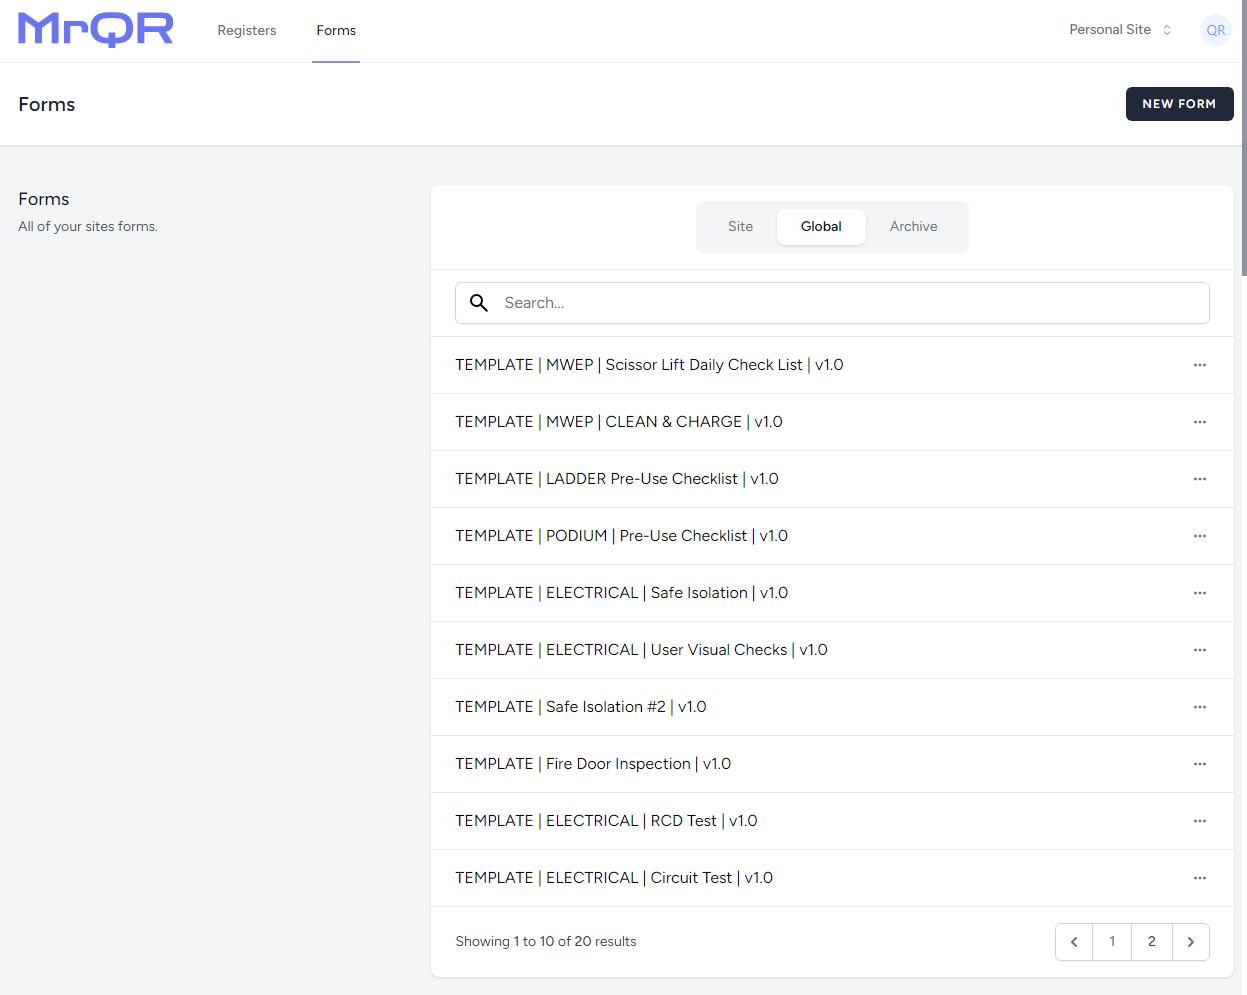 MrQR
Registers
Forms
Personal Site
QR
Forms
NEW FORM
Forms
All of your sites forms.
Site
Global
Archive
Search...
TEMPLATE | MWEP | Scissor Lift Daily Check List | v1.0
TEMPLATE | MWEP | CLEAN & CHARGE | v1.0
TEMPLATE | LADDER Pre-Use Checklist | v1.0
TEMPLATE | PODIUM | Pre-Use Checklist | v1.0
TEMPLATE | ELECTRICAL | Safe Isolation | v1.0
TEMPLATE | ELECTRICAL | User Visual Checks | v1.0
TEMPLATE | Safe Isolation #2 | v1.0
TEMPLATE | Fire Door Inspection | v1.0
TEMPLATE | ELECTRICAL | RCD Test | v1.0
TEMPLATE | ELECTRICAL | Circuit Test | v1.0
Showing 1 to 10 of 20 results
1
2